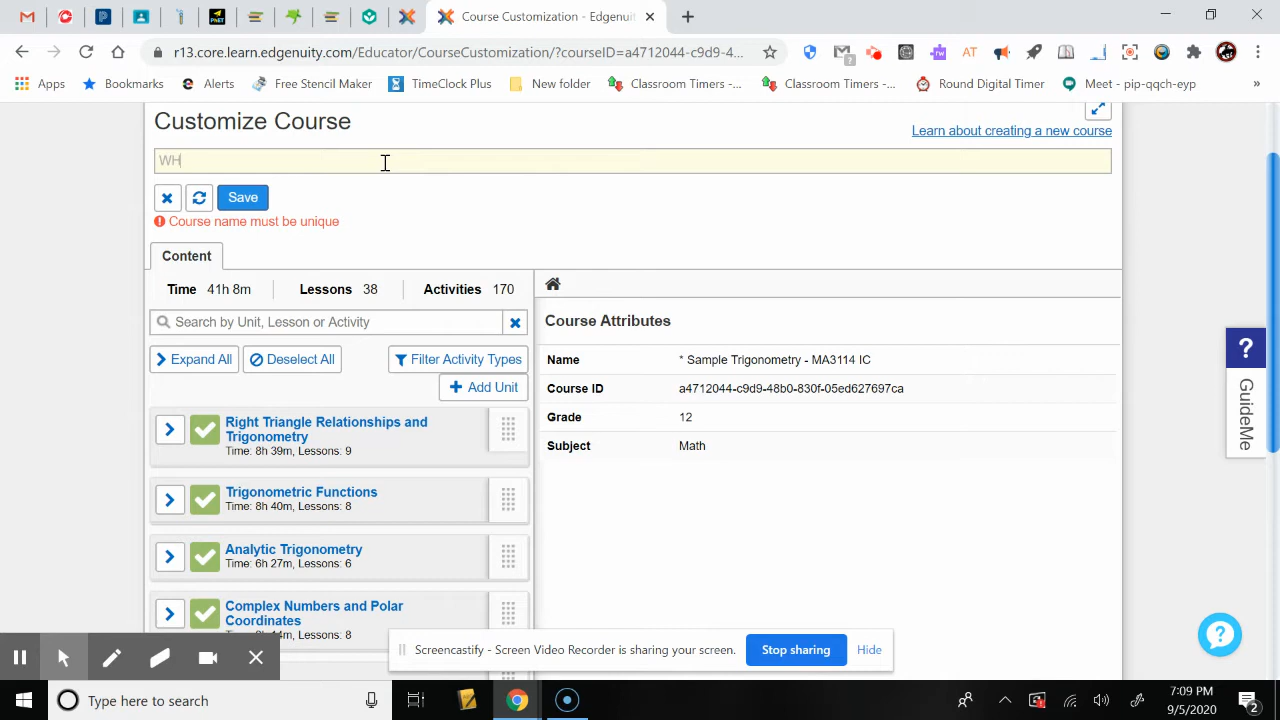 Course Customization - Edgenuity
r13.core.learn.edgenuity.com/Educator/CourseCustomization/?courseID=a4712044-c9d9-4...
Apps Bookmarks Alerts Free Stencil Maker TimeClock Plus New folder Classroom Timers -... Classroom Timers -... Round Digital Timer Meet - pip-qqch-eyp »
Customize Course
Learn about creating a new course
WH
Save
Course name must be unique
Content
Time 41h 8m Lessons 38 Activities 170
Search by Unit, Lesson or Activity
Expand All Deselect All Filter Activity Types
Add Unit
Right Triangle Relationships and
Trigonometry
Time: 8h 39m, Lessons: 9
Trigonometric Functions
Time: 8h 40m, Lessons: 8
Analytic Trigonometry
Time: 6h 27m, Lessons: 6
Complex Numbers and Polar
Coordinates
Lessons: 8
Course Attributes
Name * Sample Trigonometry - MA3114 IC
Course ID a4712044-c9d9-48b0-830f-05ed627697ca
Grade 12
Subject Math
? GuideMe
Screencastify - Screen Video Recorder is sharing your screen. Stop sharing Hide
Type here to search
7:09 PM
9/5/2020
2